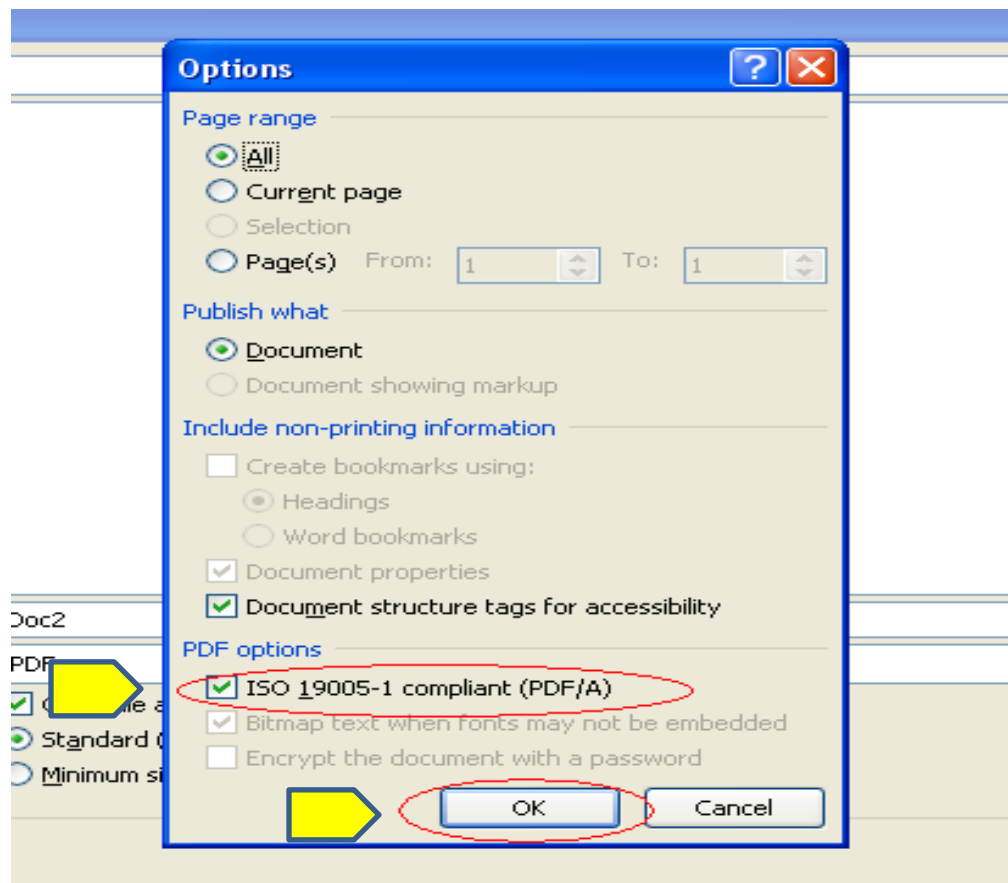 Options
Page range
All
Current page
Selection
Page(s) From: 1 To: 1
Publish what
Document
Document showing markup
Include non-printing information
Create bookmarks using:
Headings
Word bookmarks
Document properties
Document structure tags for accessibility
Doc2
PDF options
PDF
ISO 19005-1 compliant (PDF/A)
Bitmap text when fonts may not be embedded
Standard (
Encrypt the document with a password
Minimum si
OK Cancel